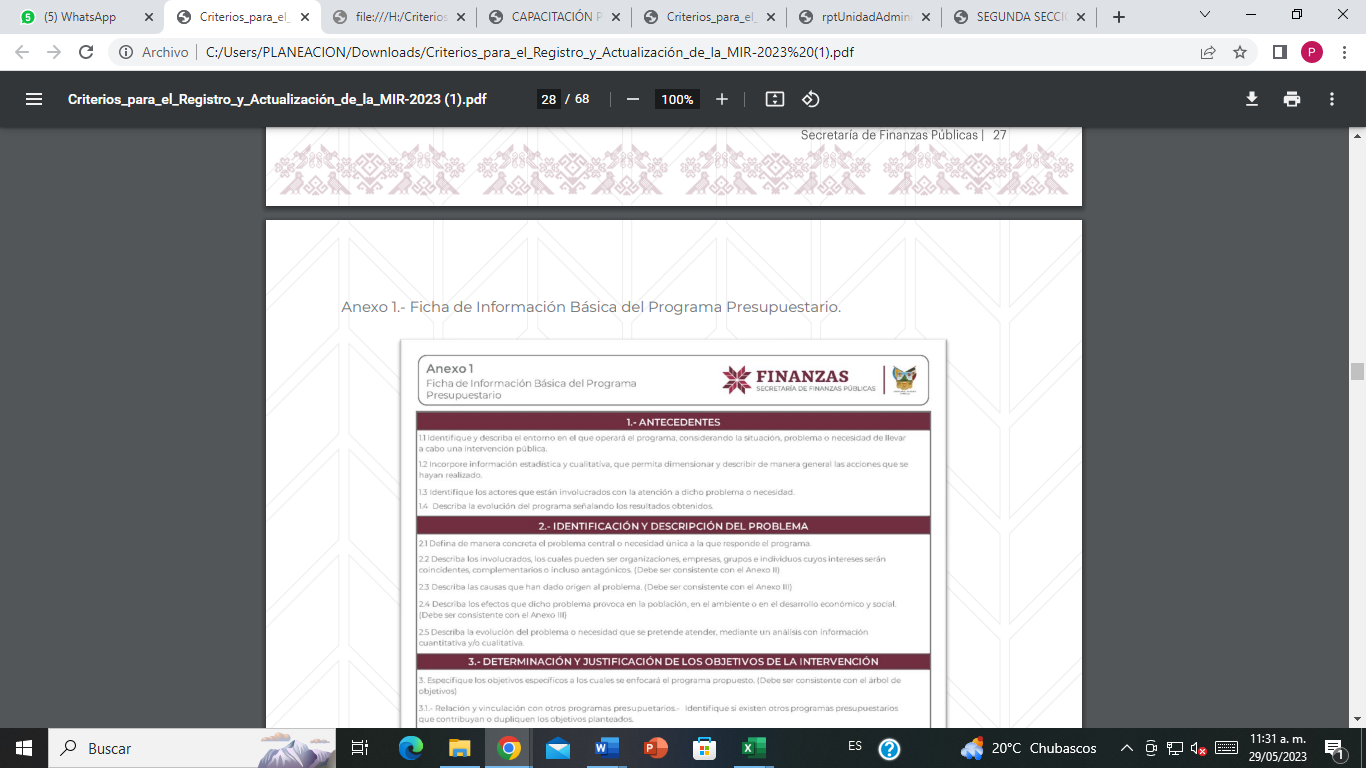 (5) WhatsApp
Criterios_para_el_
file:///H:/Criterios
CAPACITACIÓN P
Criterios_para_el_
rptUnidadAdmini
SEGUNDA SECCI
Archivo
C:/Users/PLANEACION/Downloads/Criterios_para_el_Registro_y_Actualización_de_la_MIR-2023%20(1).pdf
P
Criterios_para_el_Registro_y_Actualización_de_la_MIR-2023 (1).pdf
28 / 68
100%
Secretaría de Finanzas Públicas | 27
Anexo 1.- Ficha de Información Básica del Programa Presupuestario.
Anexo 1
Ficha de Información Básica del Programa
Presupuestario
FINANZAS
SECRETARÍA DE FINANZAS PÚBLICAS
1.- ANTECEDENTES
1.1 Identifique y describa el entorno en el que operará el programa, considerando la situación, problema o necesidad de llevar
a cabo una intervención pública.
1.2 Incorpore información estadística y cualitativa, que permita dimensionar y describir de manera general las acciones que se
hayan realizado.
1.3 Identifique los actores que están involucrados con la atención a dicho problema o necesidad.
1.4 Describa la evolución del programa señalando los resultados obtenidos.
2.- IDENTIFICACIÓN Y DESCRIPCIÓN DEL PROBLEMA
2.1 Defina de manera concreta el problema central o necesidad única a la que responde el programa.
2.2 Describa los involucrados, los cuales pueden ser organizaciones, empresas, grupos e individuos cuyos intereses serán
coincidentes, complementarios o incluso antagónicos. (Debe ser consistente con el Anexo II)
2.3 Describa las causas que han dado origen al problema. (Debe ser consistente con el Anexo III)
2.4 Describa los efectos que dicho problema provoca en la población, en el ambiente o en el desarrollo económico y social.
(Debe ser consistente con el Anexo III)
2.5 Describa la evolución del problema o necesidad que se pretende atender, mediante un análisis con información
cuantitativa y/o cualitativa.
3.- DETERMINACIÓN Y JUSTIFICACIÓN DE LOS OBJETIVOS DE LA INTERVENCIÓN
3. Especifique los objetivos específicos a los cuales se enfocará el programa propuesto. (Debe ser consistente con el árbol de
objetivos)
3.1.- Relación y vinculación con otros programas presupuetarios.- Identifique si existen otros programas presupuestarios
que contribuyan o dupliquen los objetivos planteados.
Buscar
ES
20°C Chubascos
11:31 a. m.
29/05/2023
1